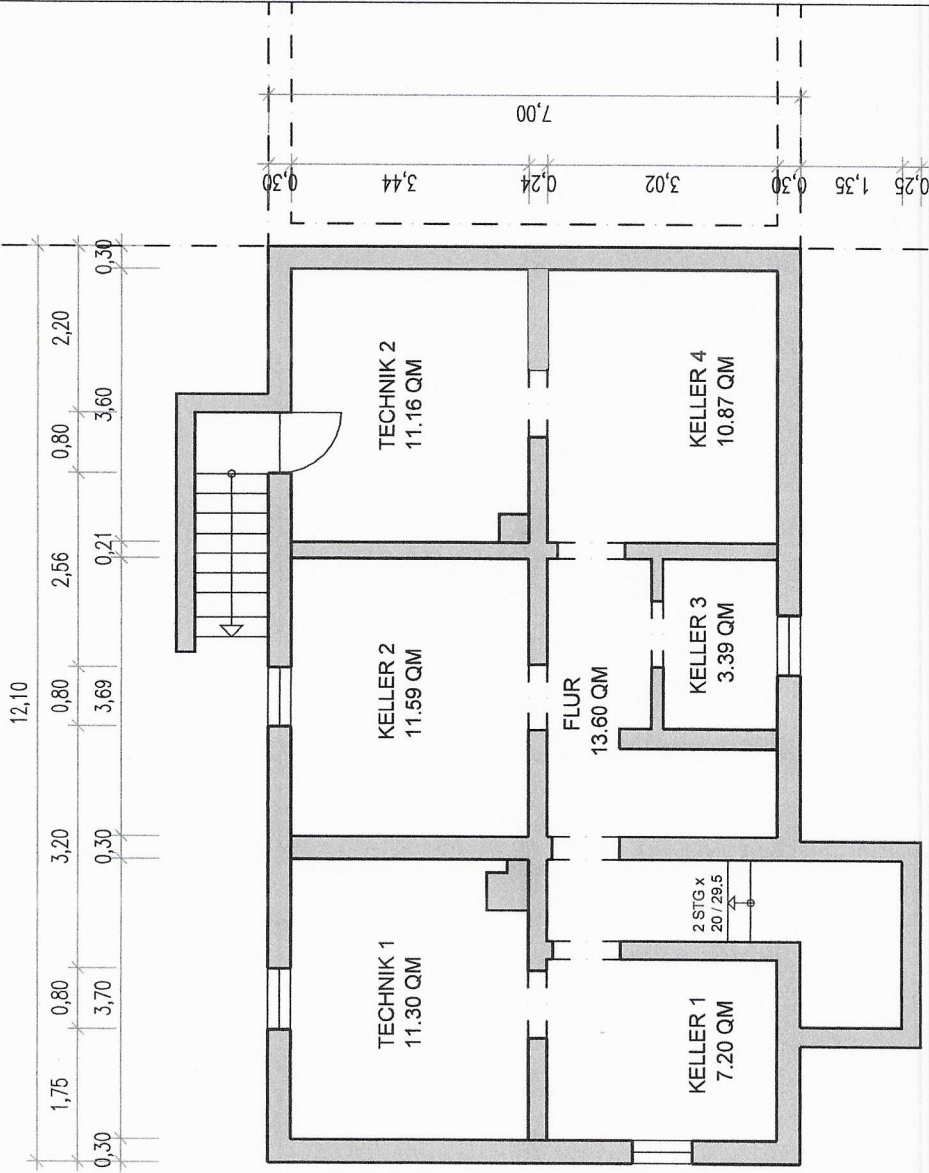 12,10
0,30
1,75
0,80
3,20
0,80
2,56
0,80
2,20
3,70
0,30
3,69
0,21
3,60
0,30
7,00
0,30
3,44
0,24
3,02
0,30
1,35
0,25
TECHNIK 2
11.16 QM
KELLER 4
10.87 QM
KELLER 2
11.59 QM
FLUR
13.60 QM
KELLER 3
3.39 QM
TECHNIK 1
11.30 QM
2 STG x
20 / 29.5
KELLER 1
7.20 QM